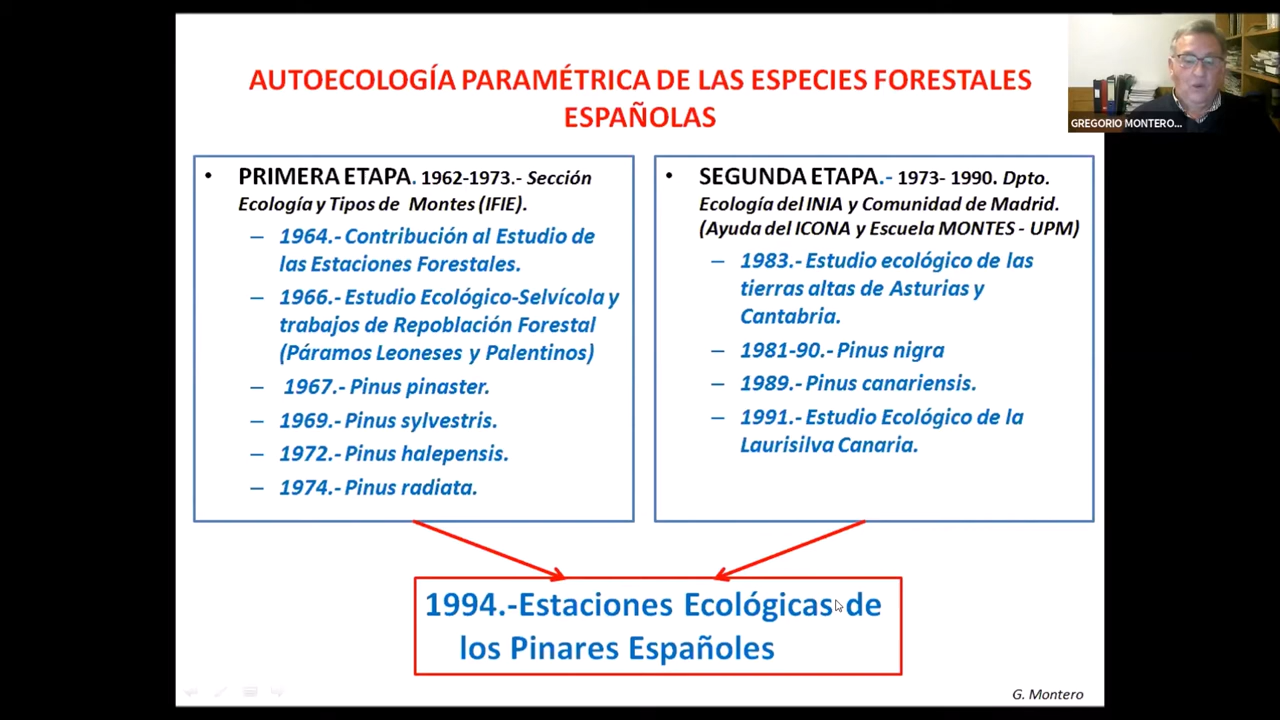 AUTOECOLOGÍA PARAMÉTRICA DE LAS ESPECIES FORESTALES
ESPAÑOLAS
GREGORIO MONTERO...
• PRIMERA ETAPA. 1962-1973.- Sección
Ecología y Tipos de Montes (IFIE).
– 1964.- Contribución al Estudio de
las Estaciones Forestales.
– 1966.- Estudio Ecológico-Selvícola y
trabajos de Repoblación Forestal
(Páramos Leoneses y Palentinos)
– 1967.- Pinus pinaster.
– 1969.- Pinus sylvestris.
– 1972.- Pinus halepensis.
– 1974.- Pinus radiata.
• SEGUNDA ETAPA.- 1973- 1990. Dpto.
Ecología del INIA y Comunidad de Madrid.
(Ayuda del ICONA y Escuela MONTES - UPM)
– 1983.- Estudio ecológico de las
tierras altas de Asturias y
Cantabria.
– 1981-90.- Pinus nigra
– 1989.- Pinus canariensis.
– 1991.- Estudio Ecológico de la
Laurisilva Canaria.
1994.-Estaciones Ecológicas de
los Pinares Españoles
G. Montero